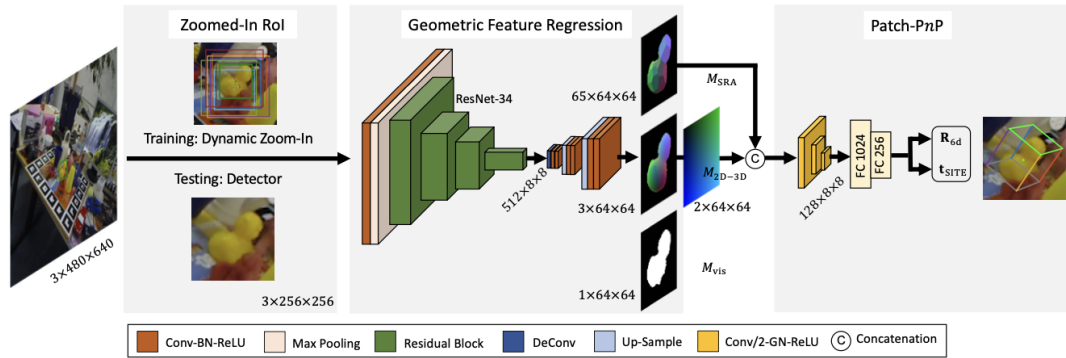 Zoomed-In RoI
Geometric Feature Regression
Patch-PnP
ResNet-34
65×64×64
M_SRA
Training: Dynamic Zoom-In
Testing: Detector
512×8×8
3×64×64
M_2D−3D
2×64×64
C
128×8×8
FC 1024
FC 256
R_6d
t_SITE
3×480×640
3×256×256
1×64×64
M_vis
Conv-BN-ReLU
Max Pooling
Residual Block
DeConv
Up-Sample
Conv/2-GN-ReLU
C
Concatenation